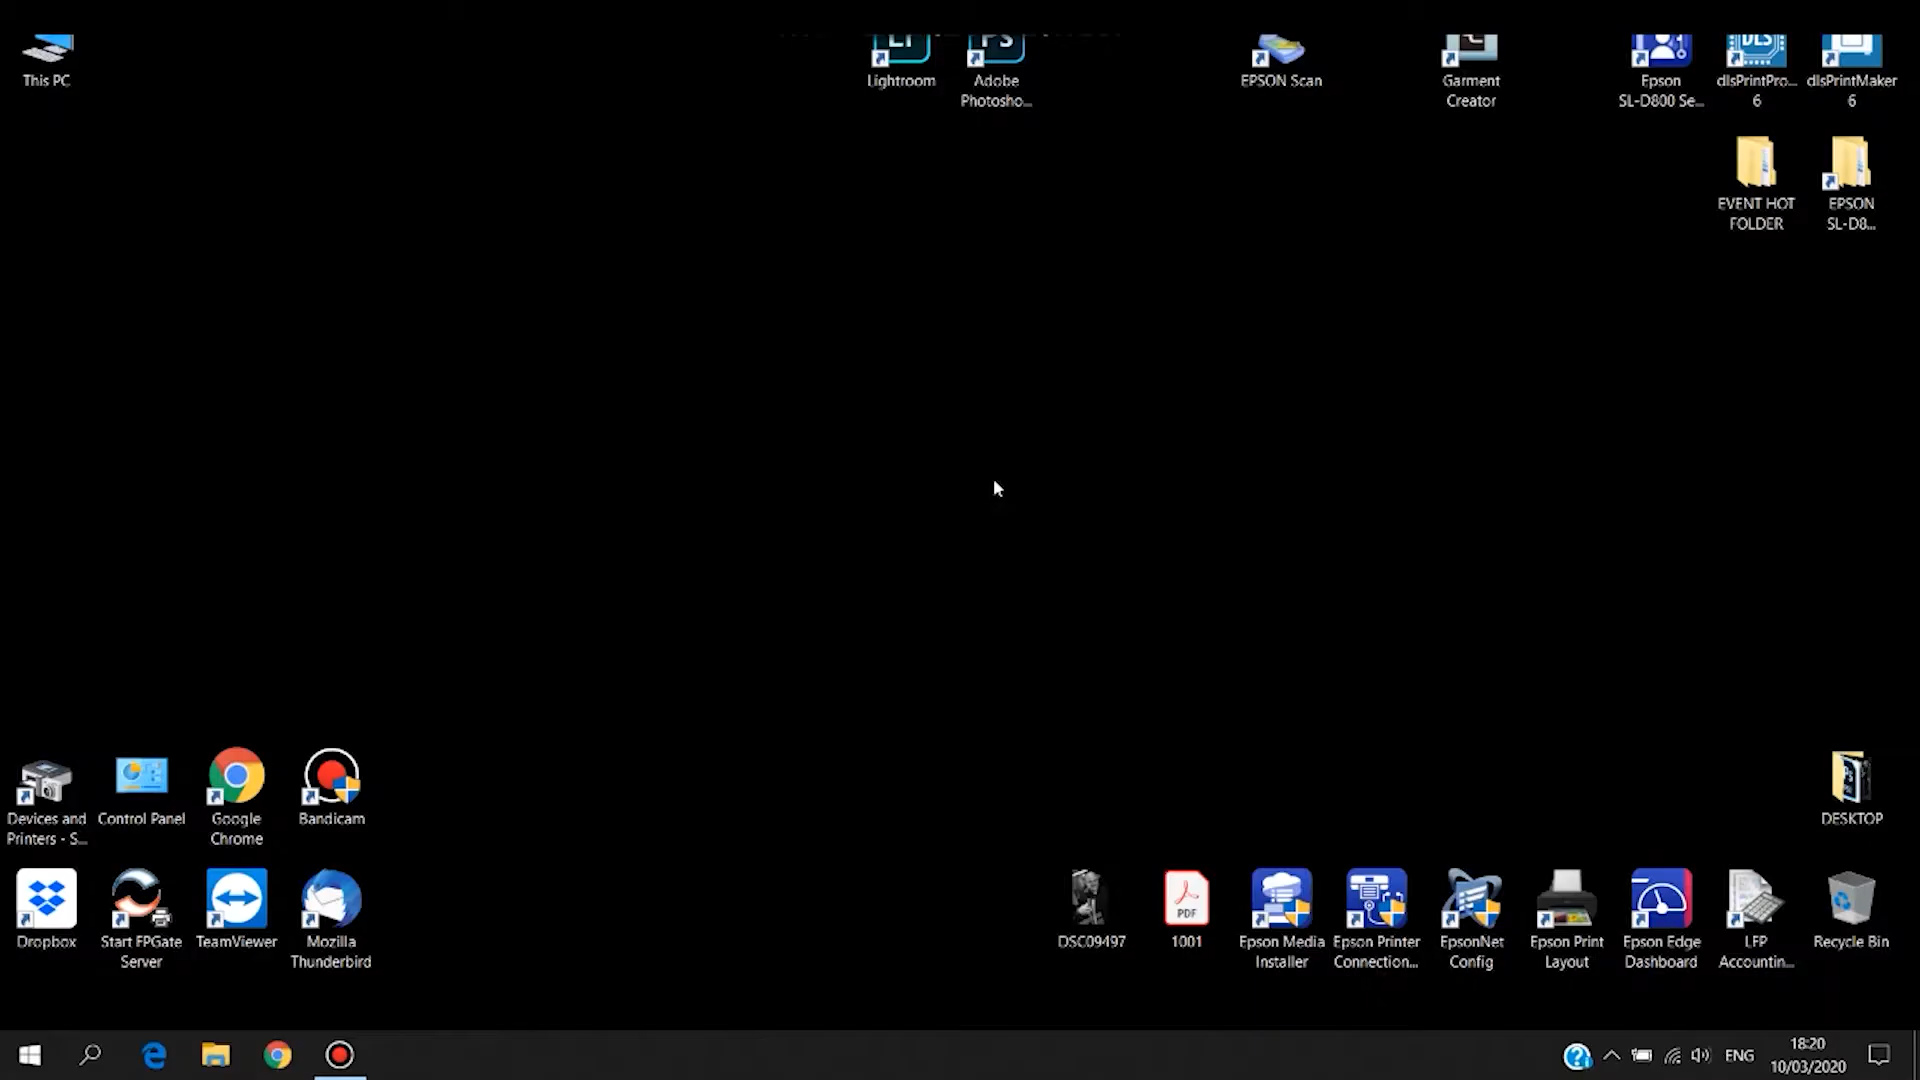 This PC
Lightroom
Adobe
Photosho...
EPSON Scan
Garment
Creator
Epson
SL-D800 Se...
dlsPrintPro...
6
dlsPrintMaker
6
EVENT HOT
FOLDER
EPSON
SL-D8...
Devices and
Printers - S...
Control Panel
Google
Chrome
Bandicam
DESKTOP
Dropbox
Start FPGate
Server
TeamViewer
Mozilla
Thunderbird
DSC09497
PDF
1001
Epson Media
Installer
Epson Printer
Connection...
EpsonNet
Config
Epson Print
Layout
Epson Edge
Dashboard
LFP
Accountin...
Recycle Bin
ENG
18:20
10/03/2020